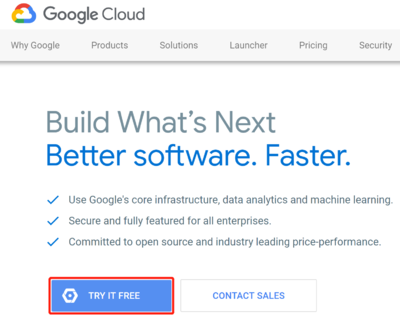 Google Cloud
Why Google Products Solutions Launcher Pricing Security
Build What's Next
Better software. Faster.
Use Google's core infrastructure, data analytics and machine learning.
Secure and fully featured for all enterprises.
Committed to open source and industry leading price-performance.
TRY IT FREE CONTACT SALES